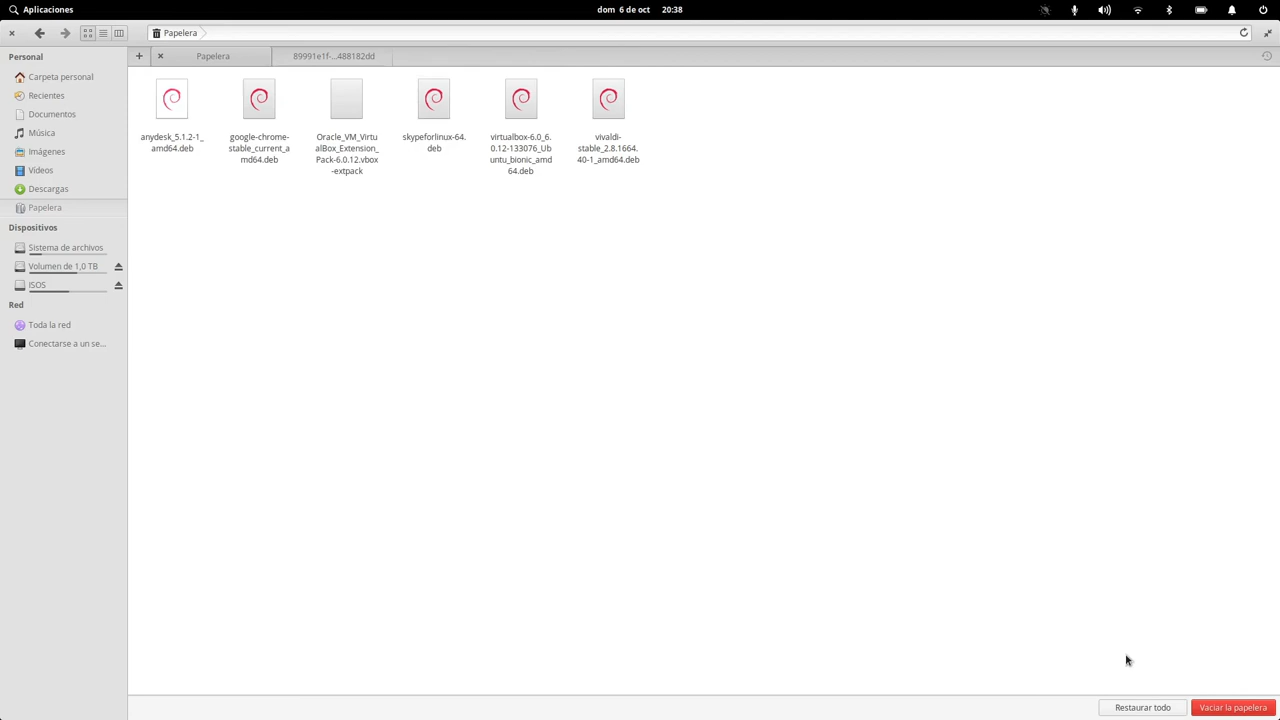 Aplicaciones
dom 6 de oct 20:38
Papelera
Papelera
89991e1f-...488182dd
Personal
Carpeta personal
Recientes
Documentos
Música
Imágenes
Vídeos
Descargas
Papelera
Dispositivos
Sistema de archivos
Volumen de 1,0 TB
ISOS
Red
Toda la red
Conectarse a un se...
anydesk_5.1.2-1_
amd64.deb
google-chrome-
stable_current_a
md64.deb
Oracle_VM_Virtu
alBox_Extension_
Pack-6.0.12.vbox
-extpack
skypeforlinux-64.
deb
virtualbox-6.0_6.
0.12-133076_Ub
untu_bionic_amd
64.deb
vivaldi-
stable_2.8.1664.
40-1_amd64.deb
Restaurar todo
Vaciar la papelera